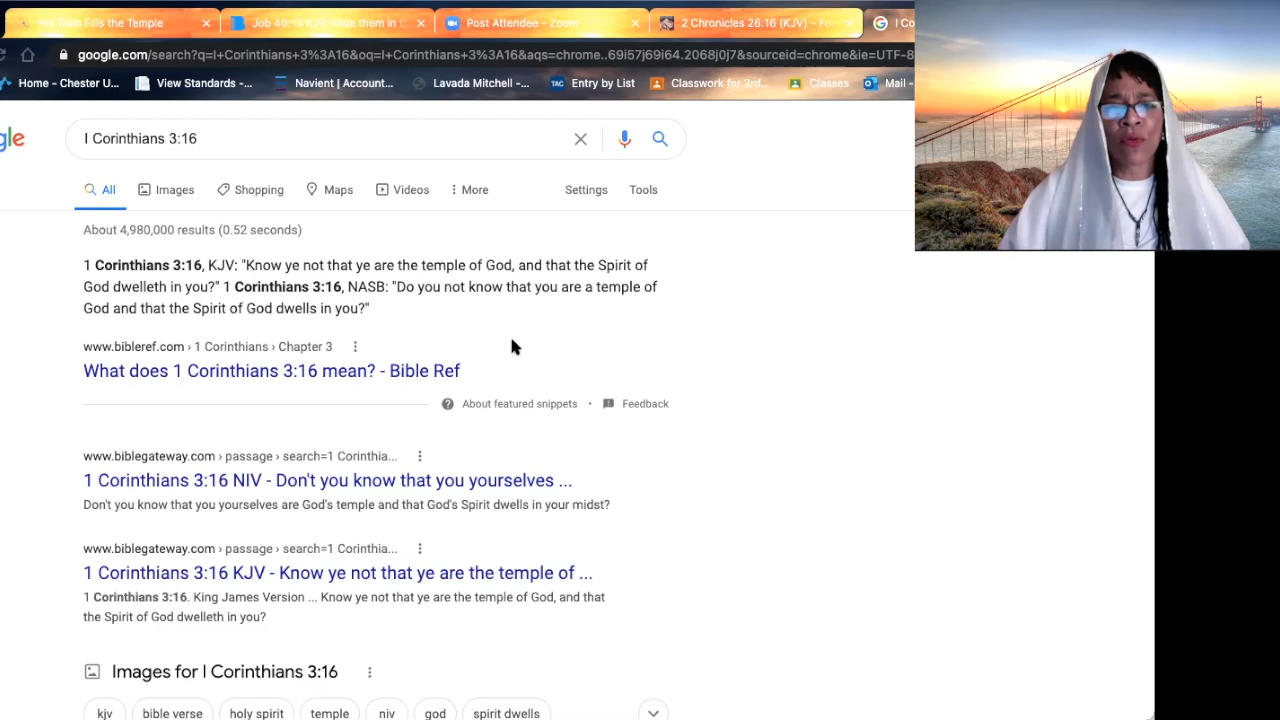 His Train Fills the Temple × Job 40:15 KJV × Post Attendee - Zoom × 2 Chronicles 26:16 (KJV) × I Co
google.com/search?q=I+Corinthians+3%3A16&oq=I+Corinthians+3%3A16&aqs=chrome..69i57j69i64.2068j0j7&sourceid=chrome&ie=UTF-8
Home - Chester U... View Standards -... Navient | Account... Lavada Mitchell -... TAC Entry by List Classwork for 3rd... Classes Mail -
gle I Corinthians 3:16
All Images Shopping Maps Videos More Settings Tools
About 4,980,000 results (0.52 seconds)
1 Corinthians 3:16, KJV: "Know ye not that ye are the temple of God, and that the Spirit of
God dwelleth in you?" 1 Corinthians 3:16, NASB: "Do you not know that you are a temple of
God and that the Spirit of God dwells in you?"
www.bibleref.com › 1 Corinthians › Chapter 3
What does 1 Corinthians 3:16 mean? - Bible Ref
About featured snippets • Feedback
www.biblegateway.com › passage › search=1 Corinthia...
1 Corinthians 3:16 NIV - Don't you know that you yourselves ...
Don't you know that you yourselves are God's temple and that God's Spirit dwells in your midst?
www.biblegateway.com › passage › search=1 Corinthia...
1 Corinthians 3:16 KJV - Know ye not that ye are the temple of ...
1 Corinthians 3:16. King James Version ... Know ye not that ye are the temple of God, and that
the Spirit of God dwelleth in you?
Images for I Corinthians 3:16
kjv bible verse holy spirit temple niv god spirit dwells